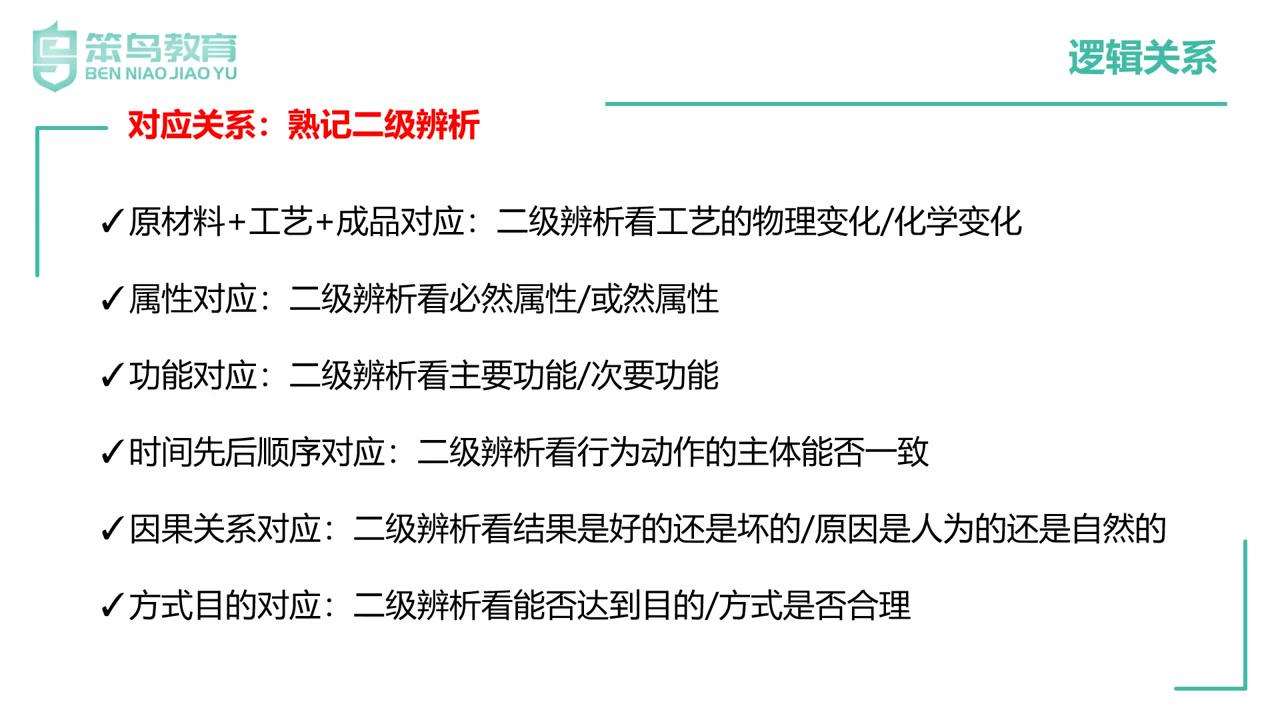 笨鸟教育
BEN NIAO JIAO YU
逻辑关系
对应关系：熟记二级辨析
✓原材料+工艺+成品对应：二级辨析看工艺的物理变化/化学变化
✓属性对应：二级辨析看必然属性/或然属性
✓功能对应：二级辨析看主要功能/次要功能
✓时间先后顺序对应：二级辨析看行为动作的主体能否一致
✓因果关系对应：二级辨析看结果是好的还是坏的/原因是人为的还是自然的
✓方式目的对应：二级辨析看能否达到目的/方式是否合理